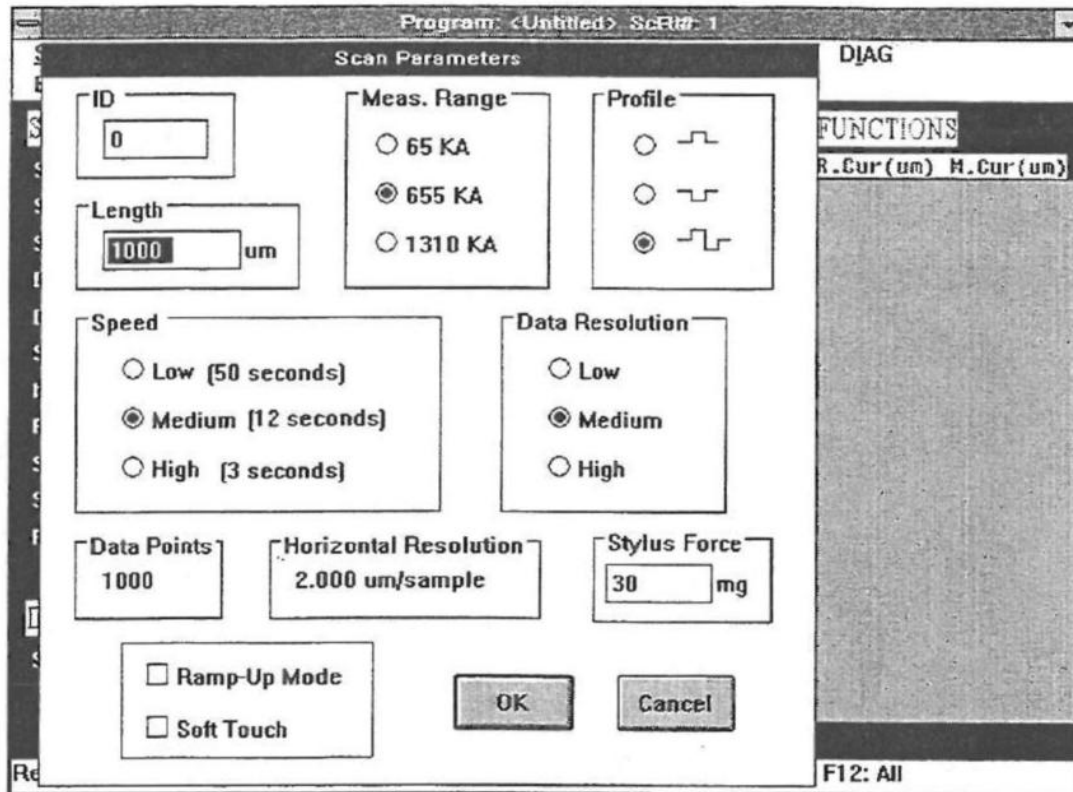 Program: <Untitled> ScRt#: 1
Scan Parameters
DIAG
ID
0
Meas. Range
65 KA
655 KA
1310 KA
Profile
FUNCTIONS
R.Cur(um) M.Cur(um)
Length
1000 um
Speed
Low (50 seconds)
Medium (12 seconds)
High (3 seconds)
Data Resolution
Low
Medium
High
Data Points
1000
Horizontal Resolution
2.000 um/sample
Stylus Force
30 mg
Ramp-Up Mode
Soft Touch
OK
Cancel
F12: All